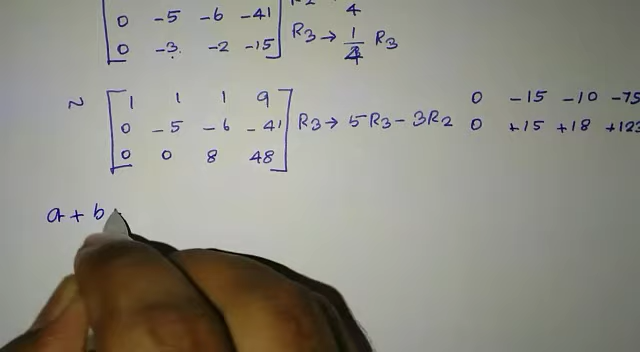 4
0 -5 -6 -41
0 -3 -2 -15 R3 → 1/4 R3
~ 1 1 1 9
0 -5 -6 -41 R3 → 5R3 - 3R2
0 0 8 48
0 -15 -10 -75
0 +15 +18 +123
a + b